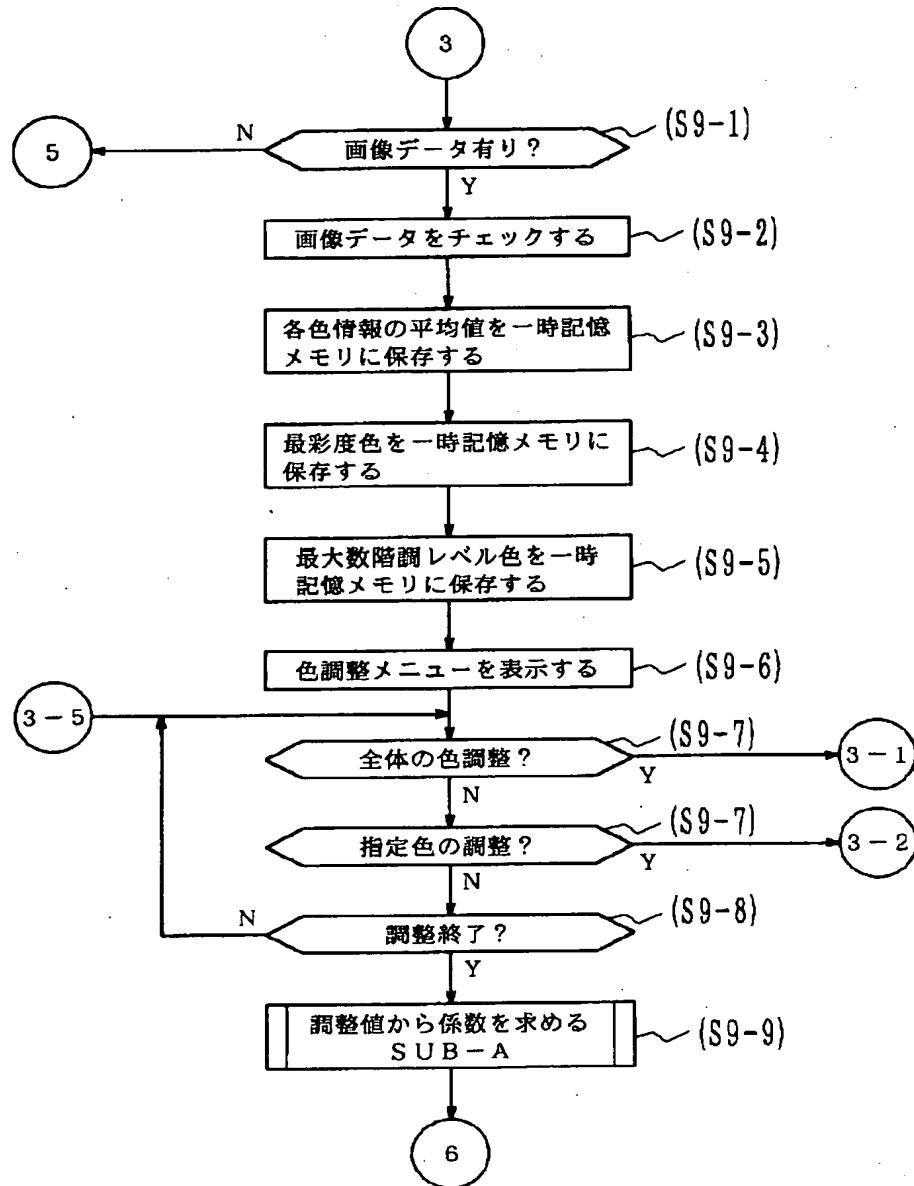 3
(S9-1)
N
5
画像データ有り？
Y
画像データをチェックする
(S9-2)
各色情報の平均値を一時記憶
メモリに保存する
(S9-3)
最彩度色を一時記憶メモリに
保存する
(S9-4)
最大数階調レベル色を一時
記憶メモリに保存する
(S9-5)
色調整メニューを表示する
(S9-6)
3-5
(S9-7)
全体の色調整？
Y
3-1
N
(S9-7)
指定色の調整？
Y
3-2
N
(S9-8)
N
調整終了？
Y
調整値から係数を求める
SUB-A
(S9-9)
6